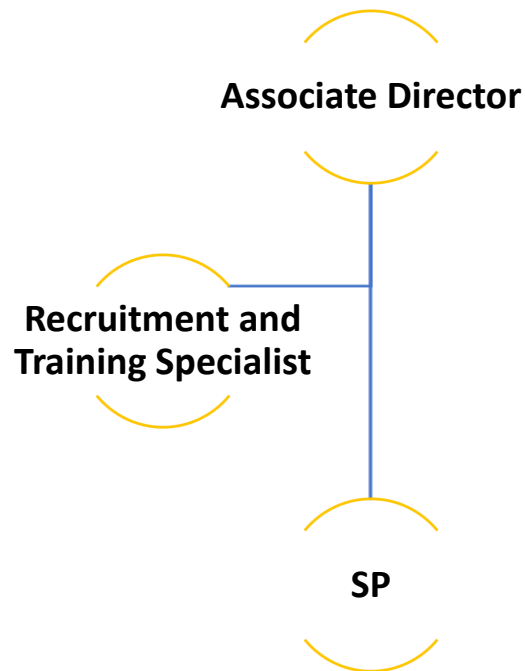 Associate Director
Recruitment and
Training Specialist
SP